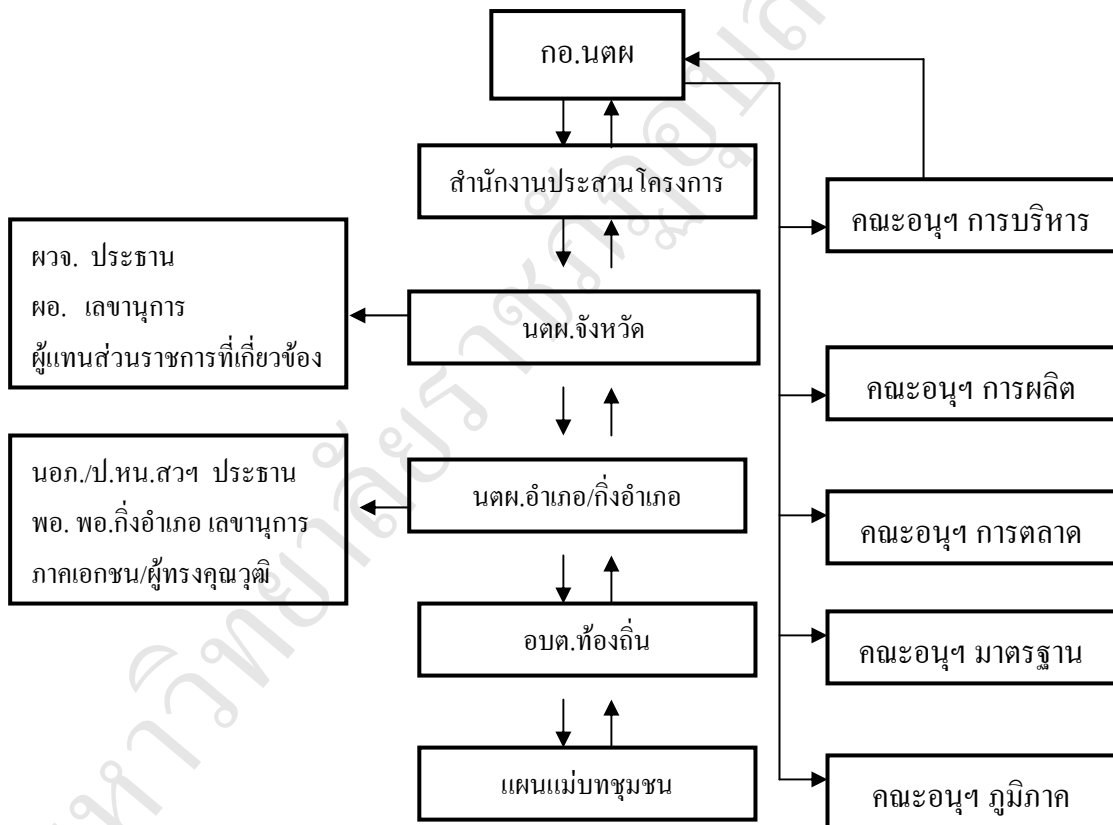 กอ.นตผ
สำนักงานประสานโครงการ
คณะอนุฯ การบริหาร
ผวจ. ประธาน
ผอ. เลขานุการ
ผู้แทนส่วนราชการที่เกี่ยวข้อง
นตผ.จังหวัด
คณะอนุฯ การผลิต
นอภ./ป.หน.สวฯ ประธาน
พอ. พอ.กิ่งอำเภอ เลขานุการ
ภาคเอกชน/ผู้ทรงคุณวุฒิ
นตผ.อำเภอ/กิ่งอำเภอ
คณะอนุฯ การตลาด
อบต.ท้องถิ่น
คณะอนุฯ มาตรฐาน
แผนแม่บทชุมชน
คณะอนุฯ ภูมิภาค